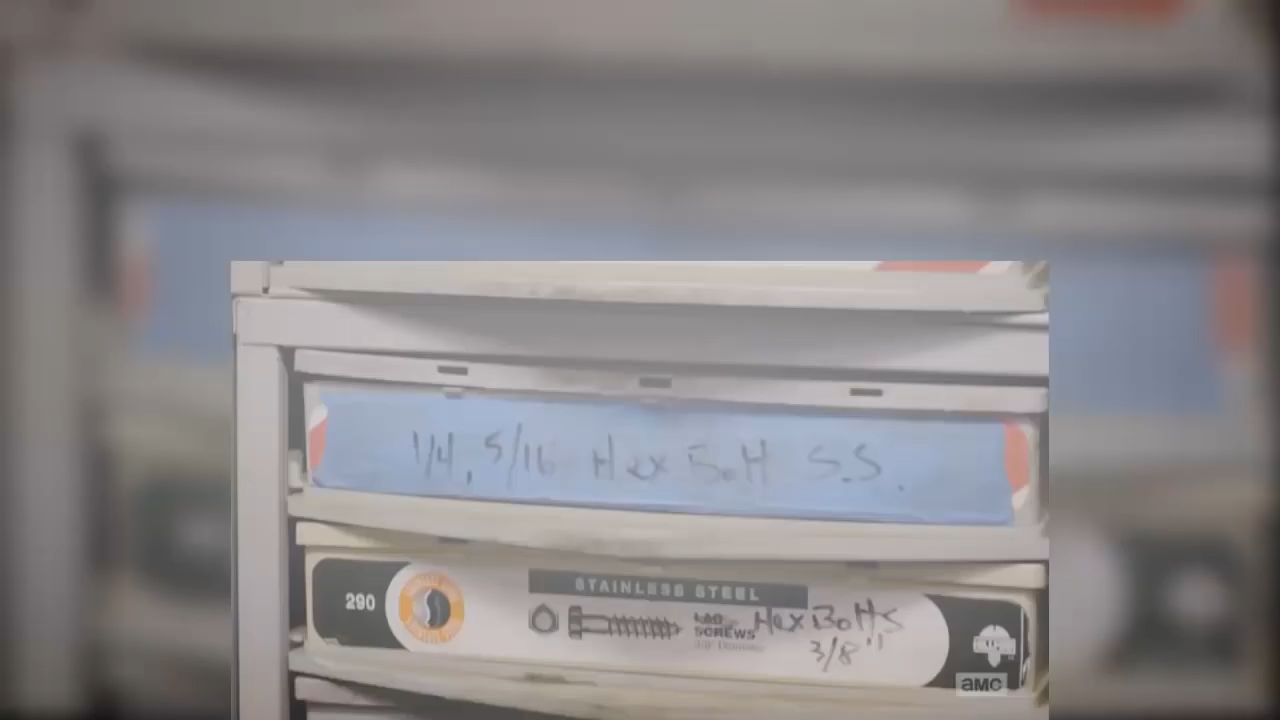 1/4, 5/16 Hex Bolt S.S.
290
STAINLESS STEEL
LAG Hex Bolts
SCREWS
3/8"
amc